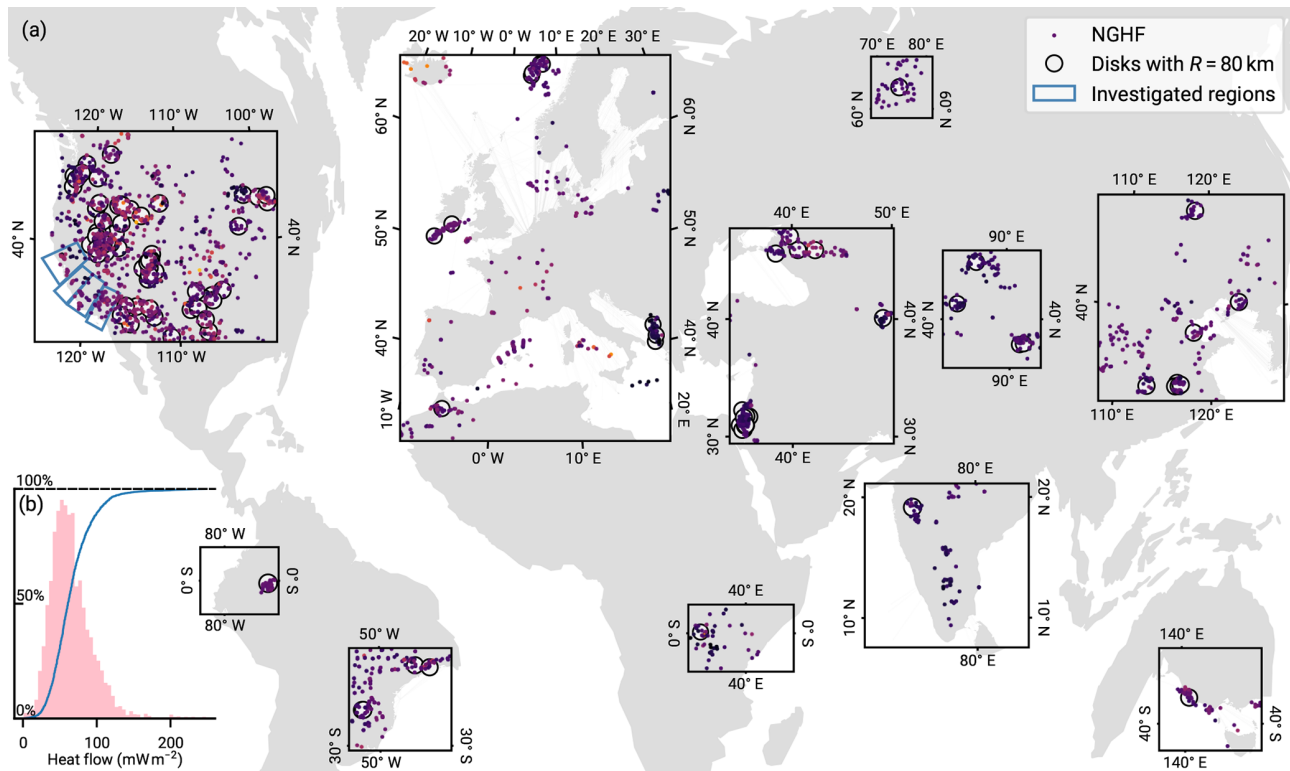 (a)
NGHF
Disks with R = 80 km
Investigated regions
120° W
110° W
100° W
40° N
40° N
120° W
110° W
20° W
10° W
0° W
10° E
20° E
30° E
60° N
60° N
50° N
50° N
40° N
40° N
10° W
20° E
0° W
10° E
70° E
80° E
60° N
60° N
40° E
50° E
40° N
40° N
30° N
30° N
40° E
90° E
40° N
40° N
90° E
110° E
120° E
40° N
110° E
120° E
(b)
100%
50%
0%
0
100
200
Heat flow (mW m⁻²)
80° W
0° S
0° S
80° W
50° W
30° S
30° S
50° W
40° E
0° S
0° S
40° E
80° E
20° N
20° N
10° N
10° N
80° E
140° E
40° S
40° S
140° E